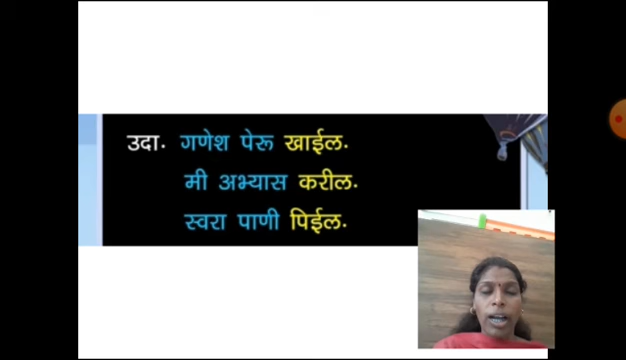 उदा. गणेश पेरू खाईल.
मी अभ्यास करील.
स्वरा पाणी पिईल.